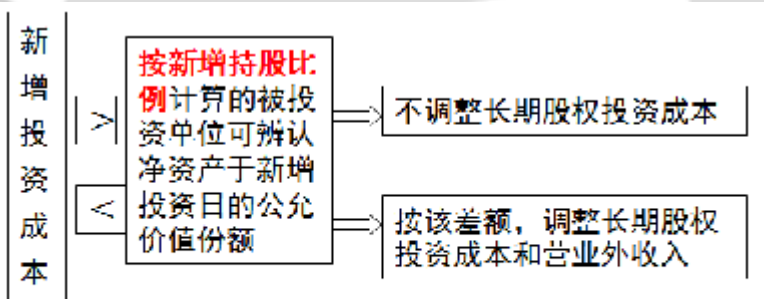 新增投资成本
>
<
按新增持股比
例计算的被投
资单位可辨认
净资产于新增
投资日的公允
价值份额
不调整长期股权投资成本
按该差额，调整长期股权
投资成本和营业外收入